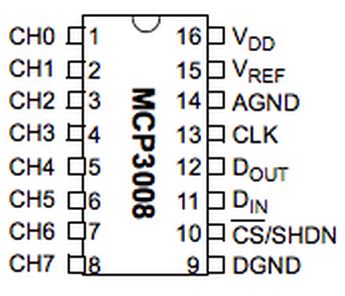 CH0 1 16 VDD
CH1 2 15 VREF
CH2 3 14 AGND
CH3 4 13 CLK
CH4 5 12 DOUT
CH5 6 11 DIN
CH6 7 10 C̅S̅/SHDN
CH7 8 9 DGND
MCP3008